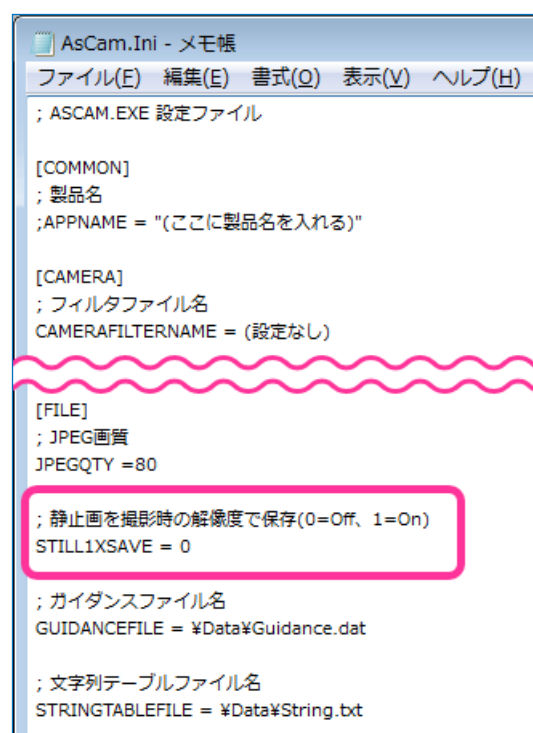 AsCam.Ini - メモ帳
ファイル(F) 編集(E) 書式(O) 表示(V) ヘルプ(H)
; ASCAM.EXE 設定ファイル
[COMMON]
; 製品名
;APPNAME = "(ここに製品名を入れる)"
[CAMERA]
; フィルタファイル名
CAMERAFILTERNAME = (設定なし)
[FILE]
; JPEG画質
JPEGQTY =80
; 静止画を撮影時の解像度で保存(0=Off、1=On)
STILL1XSAVE = 0
; ガイダンスファイル名
GUIDANCEFILE = ¥Data¥Guidance.dat
; 文字列テーブルファイル名
STRINGTABLEFILE = ¥Data¥String.txt